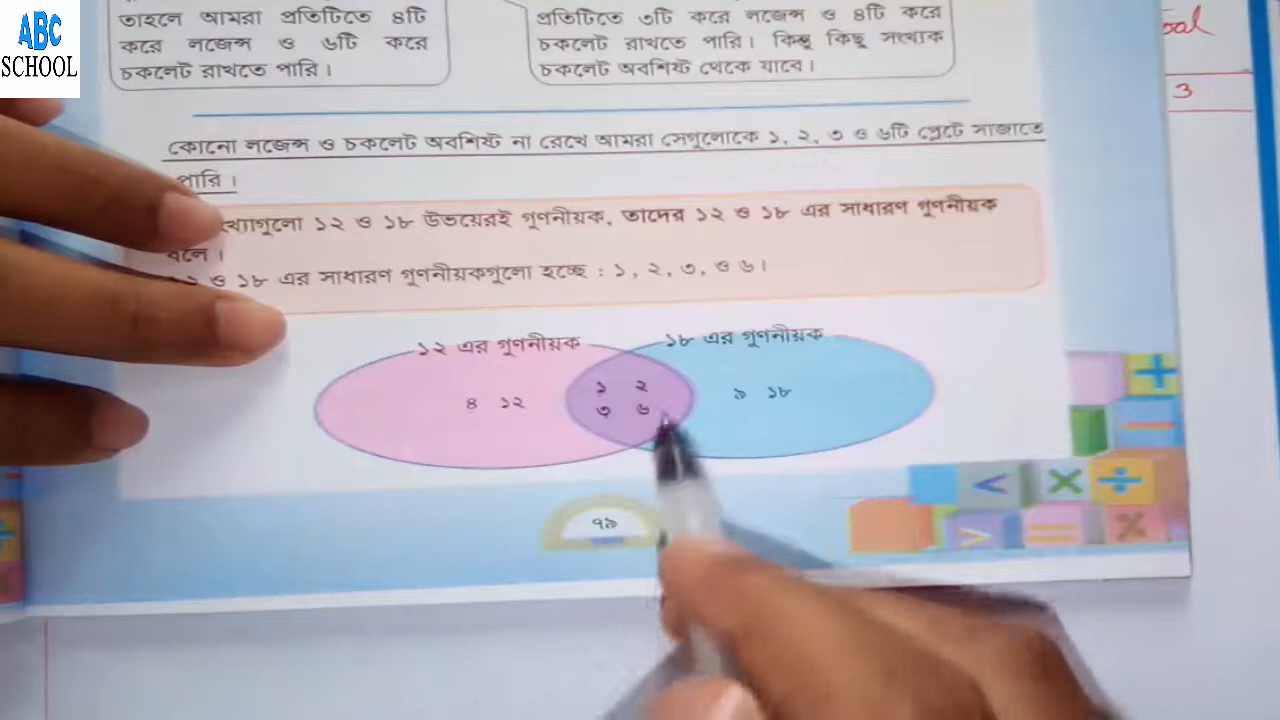 ABC
SCHOOL
তাহলে আমরা প্রতিটিতে ৪টি
করে লজেন্স ও ৬টি করে
চকলেট রাখতে পারি।
প্রতিটিতে ৩টি করে লজেন্স ও ৪টি করে
চকলেট রাখতে পারি। কিন্তু কিছু সংখ্যক
চকলেট অবশিষ্ট থেকে যাবে।
3
কোনো লজেন্স ও চকলেট অবশিষ্ট না রেখে আমরা সেগুলোকে ১, ২, ৩ ও ৬টি প্লেটে সাজাতে
পারি।
১২ ও ১৮ উভয়েরই গুণনীয়ক, তাদের ১২ ও ১৮ এর সাধারণ গুণনীয়ক
বলে।
ও ১৮ এর সাধারণ গুণনীয়কগুলো হচ্ছে : ১, ২, ৩, ও ৬।
১২ এর গুণনীয়ক
১৮ এর গুণনীয়ক
১ ২
৪ ১২
৯ ১৮
৩ ৬
৭৯
+
−
< × ÷
> = %